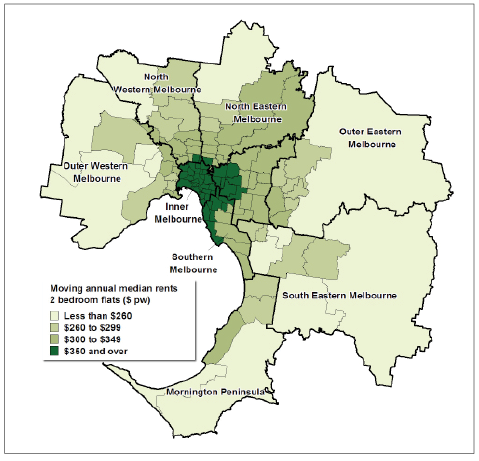 North
Western Melbourne
North Eastern
Melbourne
Outer Eastern
Melbourne
Outer Western
Melbourne
Inner
Melbourne
Southern
Melbourne
Moving annual median rents
2 bedroom flats ($ pw)
Less than $260
$260 to $299
$300 to $349
$350 and over
South Eastern Melbourne
Mornington Peninsula